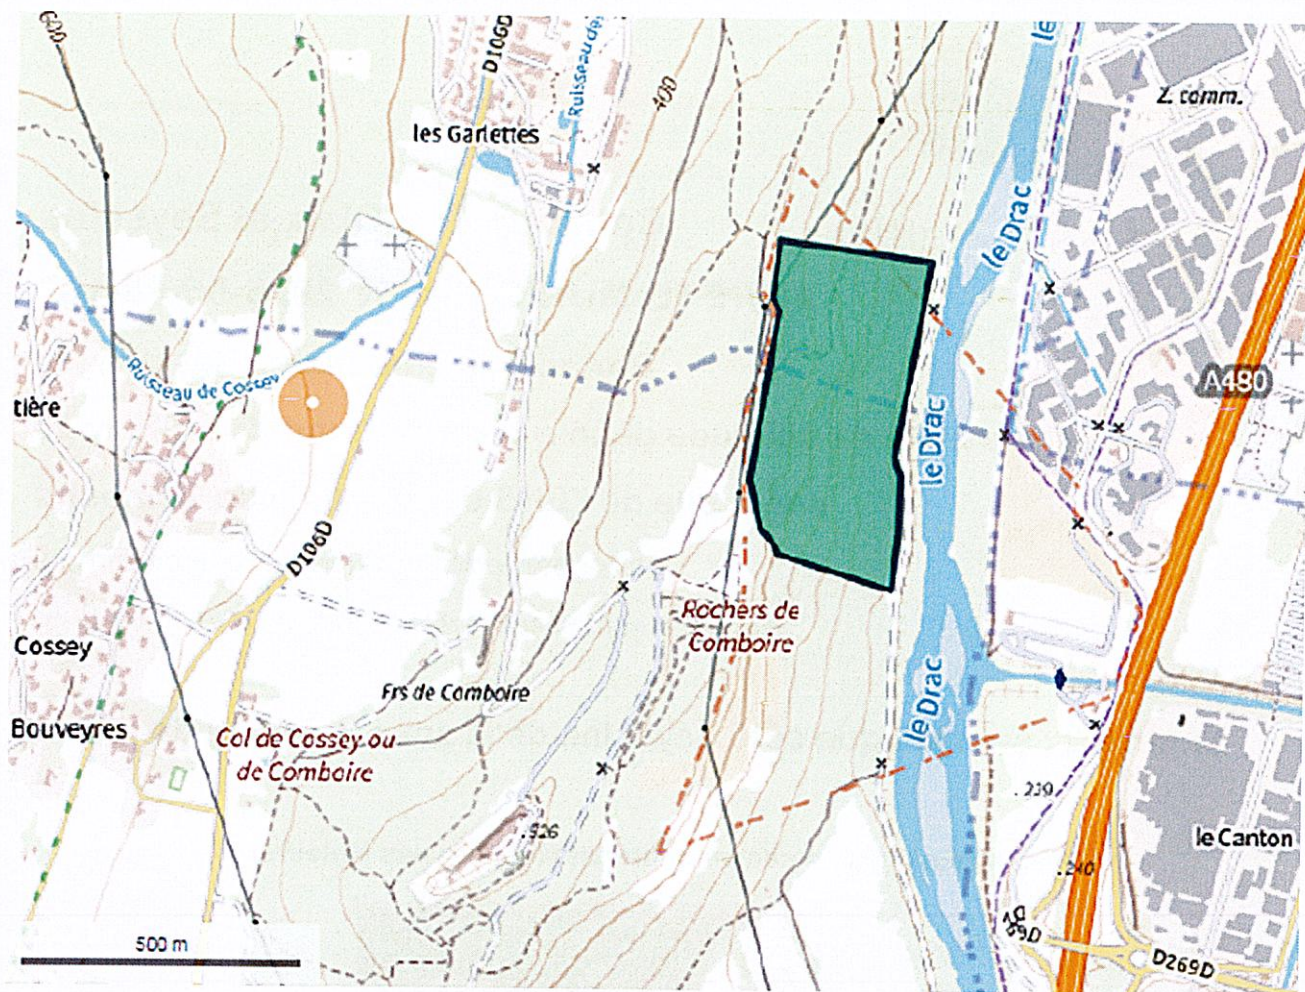 600
D106D
Ruisseau de
le
les Garlettes
400
Z. comm.
le Drac
Ruisseau de Cossey
tière
A480
le Drac
D106D
Rochers de
Comboire
Cossey
Frs de Comboire
Bouveyres
Col de Cossey ou
de Comboire
le Drac
.239
.326
le Canton
.240
D269D
500 m